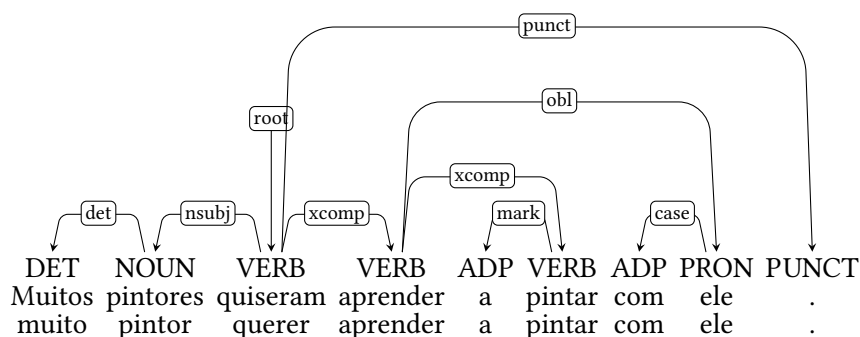 punct
obl
root
xcomp
det nsubj xcomp mark case
DET NOUN VERB VERB ADP VERB ADP PRON PUNCT
Muitos pintores quiseram aprender a pintar com ele .
muito pintor querer aprender a pintar com ele .